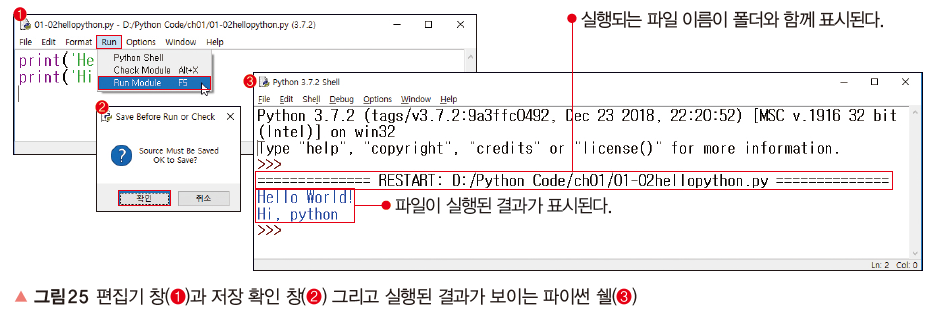 ❶ 01-02hellopython.py - D:/Python Code/ch01/01-02hellopython.py (3.7.2)
File Edit Format Run Options Window Help
print('He
print('Hi
Python Shell
Check Module Alt+X
Run Module F5
❷ Save Before Run or Check
Source Must Be Saved
OK to Save?
확인 취소
실행되는 파일 이름이 폴더와 함께 표시된다.
❸ Python 3.7.2 Shell
File Edit Shell Debug Options Window Help
Python 3.7.2 (tags/v3.7.2:9a3ffc0492, Dec 23 2018, 22:20:52) [MSC v.1916 32 bit
(Intel)] on win32
Type "help", "copyright", "credits" or "license()" for more information.
>>>
============== RESTART: D:/Python Code/ch01/01-02hellopython.py ==============
Hello World!
Hi, python
>>>
파일이 실행된 결과가 표시된다.
Ln: 2 Col: 0
▲ 그림25 편집기 창(❶)과 저장 확인 창(❷) 그리고 실행된 결과가 보이는 파이썬 쉘(❸)